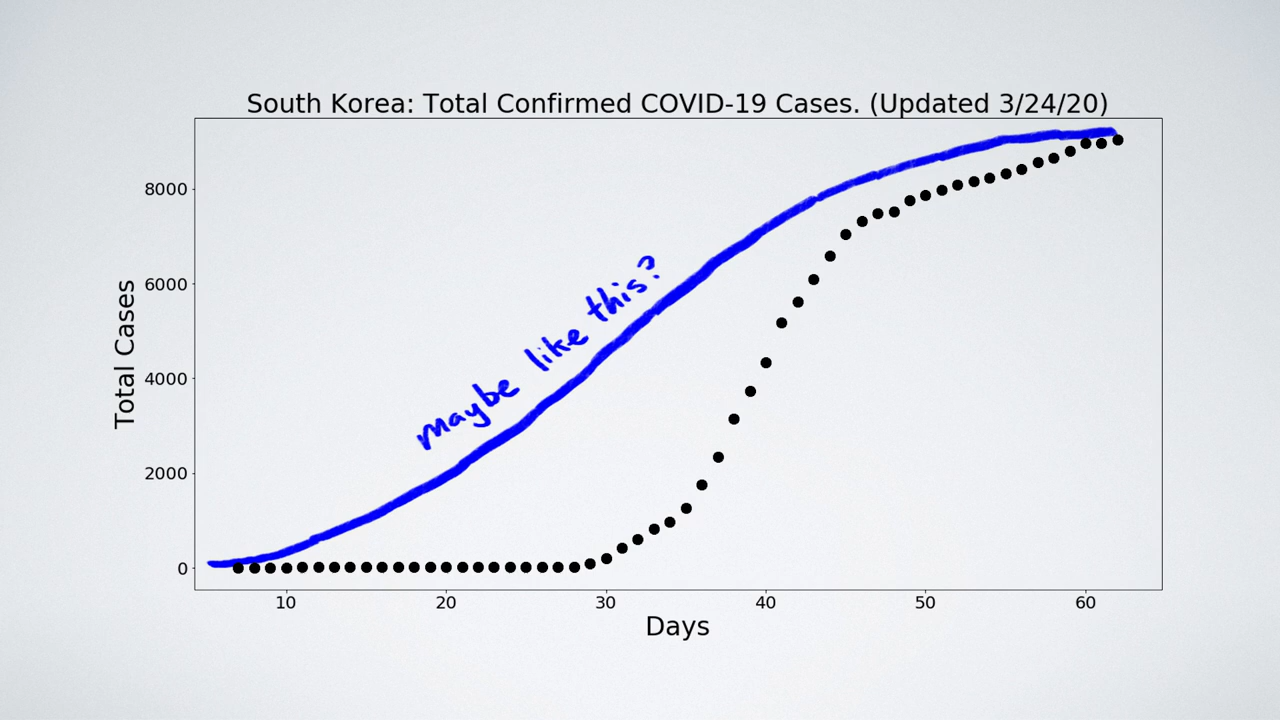 South Korea: Total Confirmed COVID-19 Cases. (Updated 3/24/20)
8000
6000
4000
2000
0
Total Cases
maybe like this?
10 20 30 40 50 60
Days